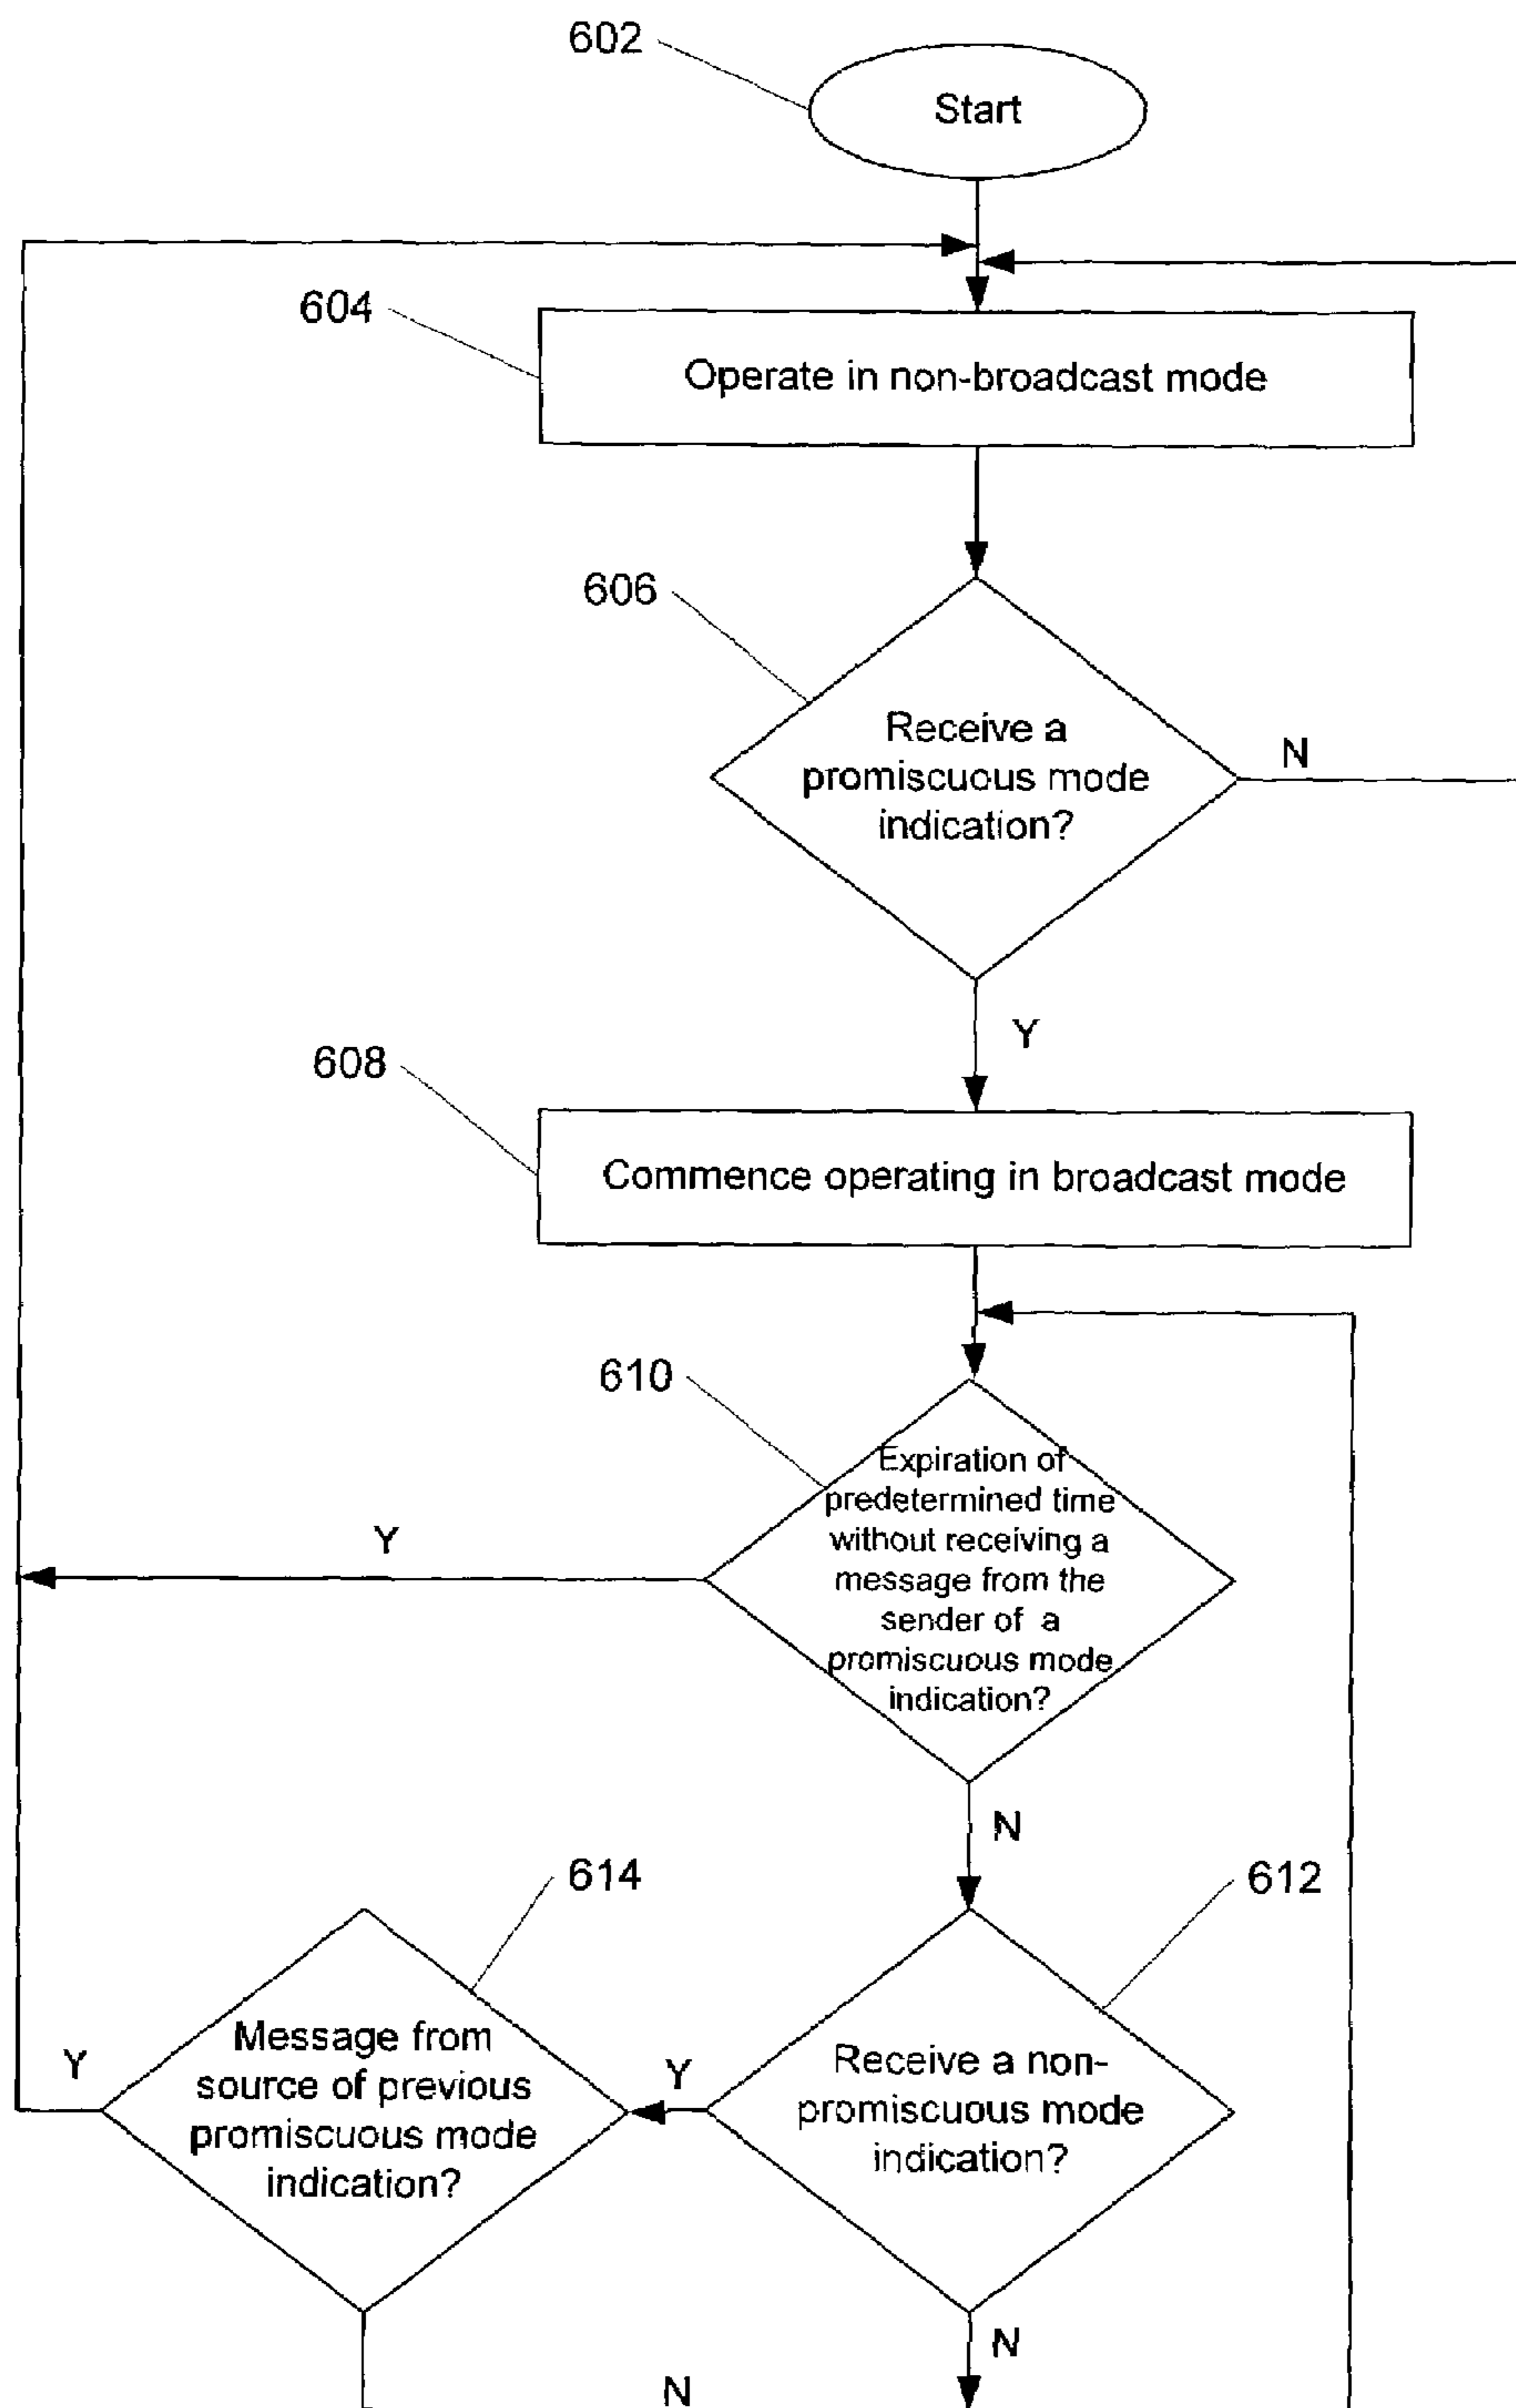 602
Start
604
Operate in non-broadcast mode
606
Receive a
promiscuous mode
indication?
N
Y
608
Commence operating in broadcast mode
610
Expiration of
predetermined time
without receiving a
message from the
sender of a
promiscuous mode
indication?
Y
N
614
612
Message from
source of previous
promiscuous mode
indication?
Y
Y
Receive a non-
promiscuous mode
indication?
N
N